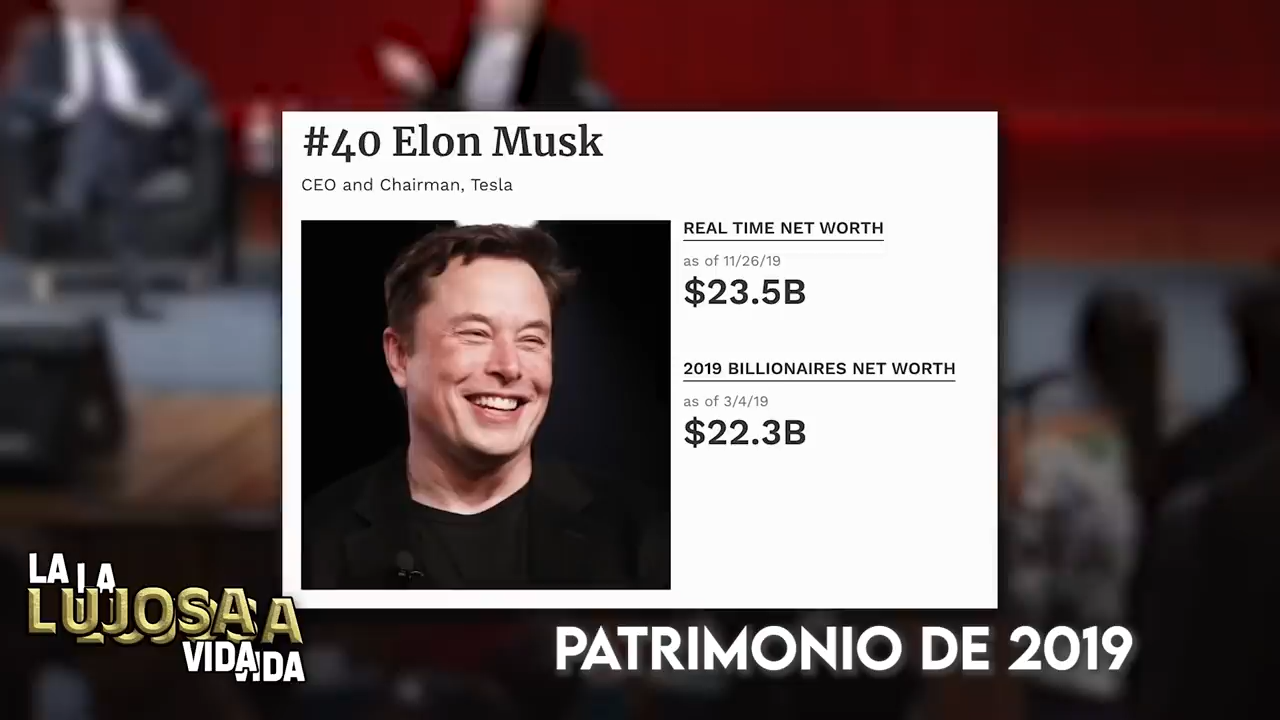 #40 Elon Musk
CEO and Chairman, Tesla
REAL TIME NET WORTH
as of 11/26/19
$23.5B
2019 BILLIONAIRES NET WORTH
as of 3/4/19
$22.3B
LA LA
LUJOSA
VIDA
PATRIMONIO DE 2019